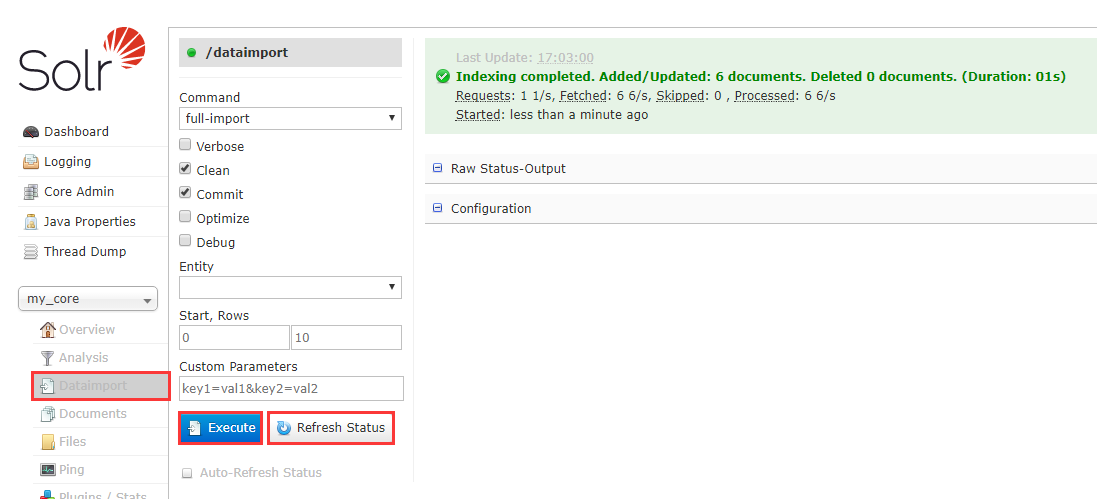 Solr
Dashboard
Logging
Core Admin
Java Properties
Thread Dump
my_core
Overview
Analysis
Dataimport
Documents
Files
Ping
Plugins / Stats
/dataimport
Command
full-import
Verbose
Clean
Commit
Optimize
Debug
Entity
Start, Rows
0 10
Custom Parameters
key1=val1&key2=val2
Execute Refresh Status
Auto-Refresh Status
Last Update: 17:03:00
Indexing completed. Added/Updated: 6 documents. Deleted 0 documents. (Duration: 01s)
Requests: 1 1/s, Fetched: 6 6/s, Skipped: 0 , Processed: 6 6/s
Started: less than a minute ago
Raw Status-Output
Configuration